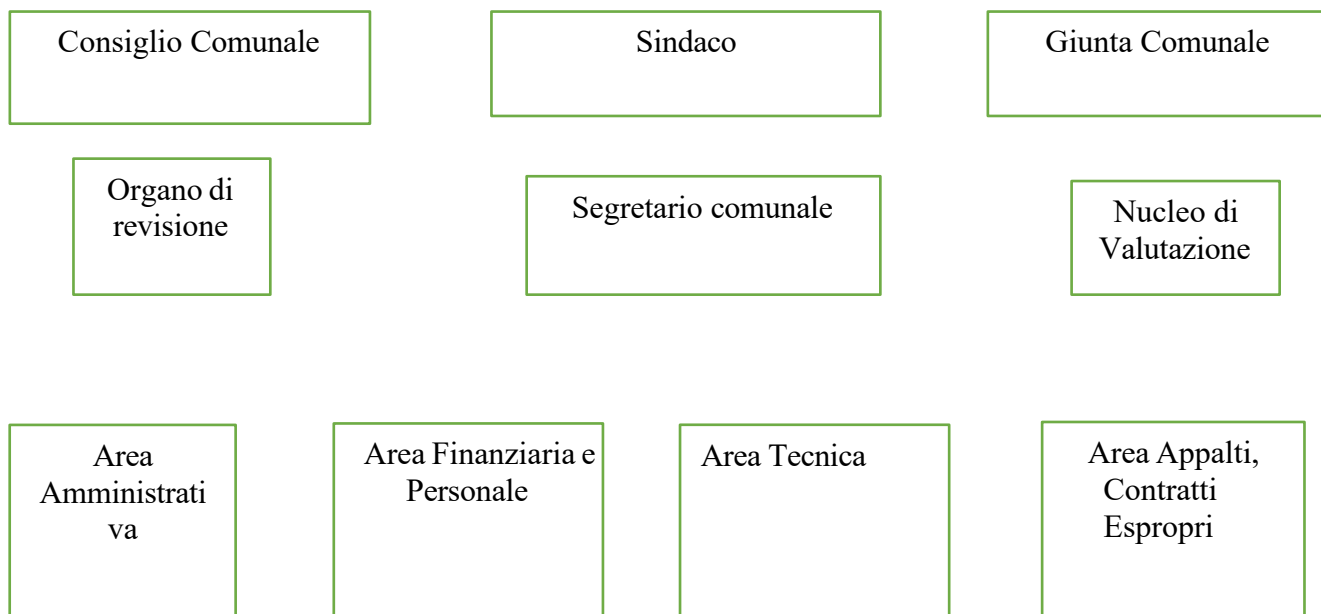 Consiglio Comunale
Sindaco
Giunta Comunale
Organo di
revisione
Segretario comunale
Nucleo di
Valutazione
Area
Amministrati
va
Area Finanziaria e
Personale
Area Tecnica
Area Appalti,
Contratti
Espropri